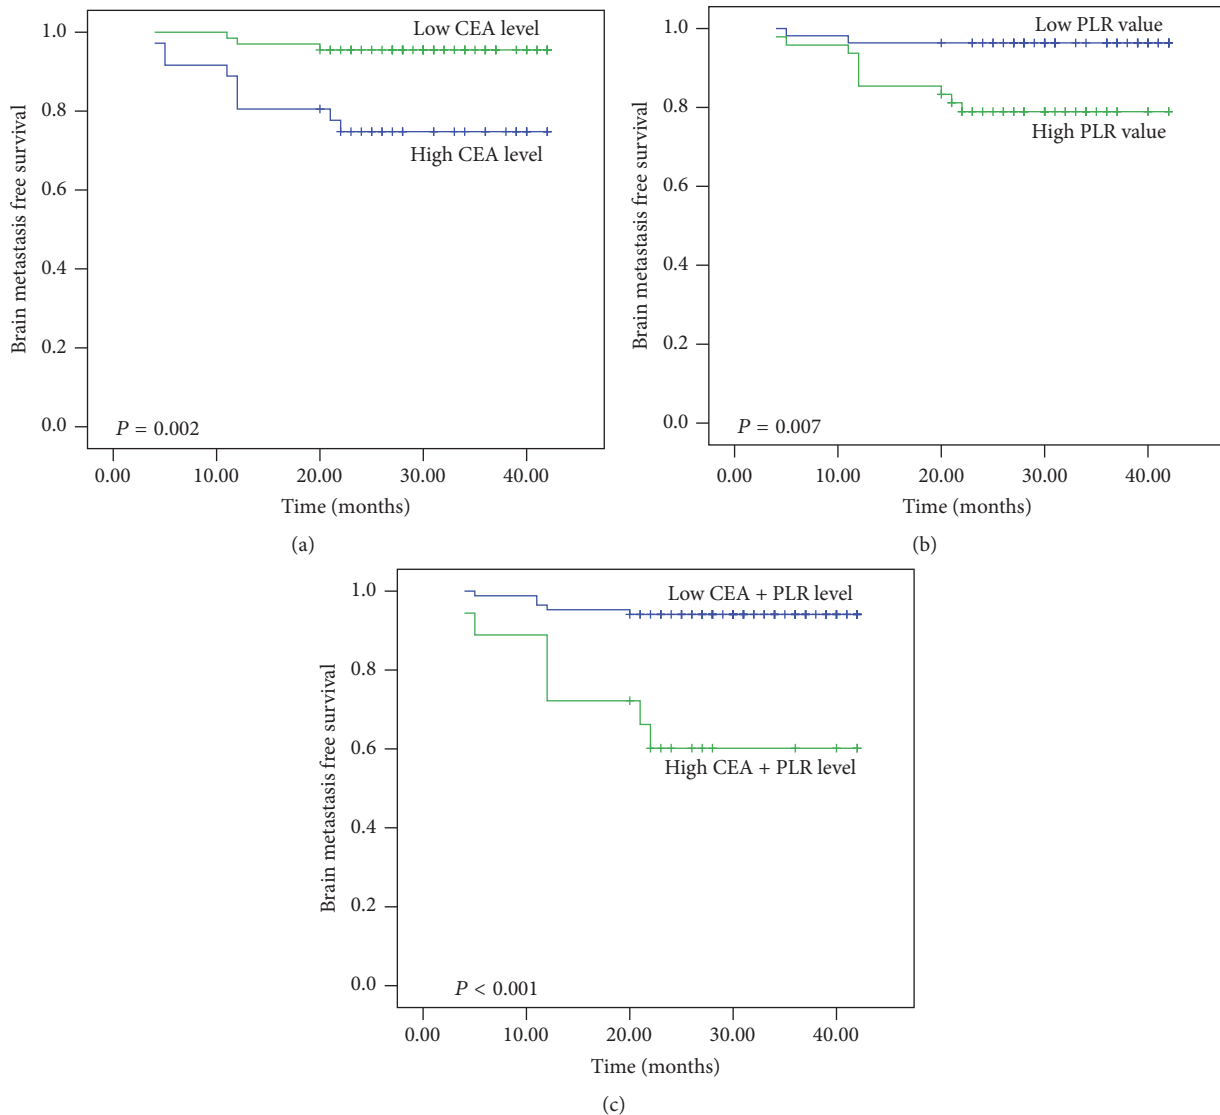 1.0
0.8
0.6
0.4
0.2
0.0
Brain metastasis free survival
Low CEA level
High CEA level
P = 0.002
0.00 10.00 20.00 30.00 40.00
Time (months)
(a)
1.0
0.8
0.6
0.4
0.2
0.0
Brain metastasis free survival
Low PLR value
High PLR value
P = 0.007
0.00 10.00 20.00 30.00 40.00
Time (months)
(b)
1.0
0.8
0.6
0.4
0.2
0.0
Brain metastasis free survival
Low CEA + PLR level
High CEA + PLR level
P < 0.001
0.00 10.00 20.00 30.00 40.00
Time (months)
(c)